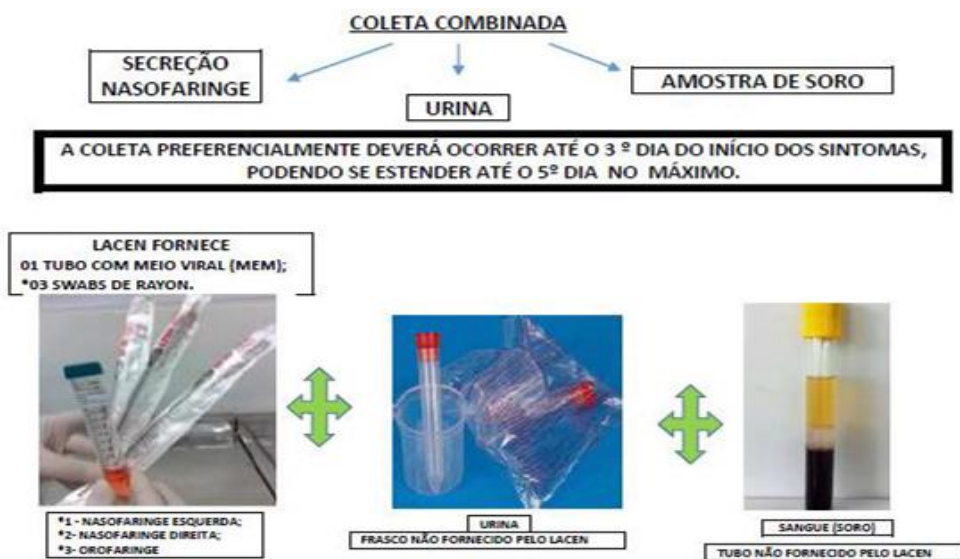 COLETA COMBINADA
SECREÇÃO
NASOFARINGE
URINA
AMOSTRA DE SORO
A COLETA PREFERENCIALMENTE DEVERÁ OCORRER ATÉ O 3 º DIA DO INÍCIO DOS SINTOMAS,
PODENDO SE ESTENDER ATÉ O 5º DIA NO MÁXIMO.
LACEN FORNECE
01 TUBO COM MEIO VIRAL (MEM);
*03 SWABS DE RAYON.
*1 - NASOFARINGE ESQUERDA;
*2- NASOFARINGE DIREITA;
*3- OROFARINGE
URINA
FRASCO NÃO FORNECIDO PELO LACEN
SANGUE (SORO)
TUBO NÃO FORNECIDO PELO LACEN